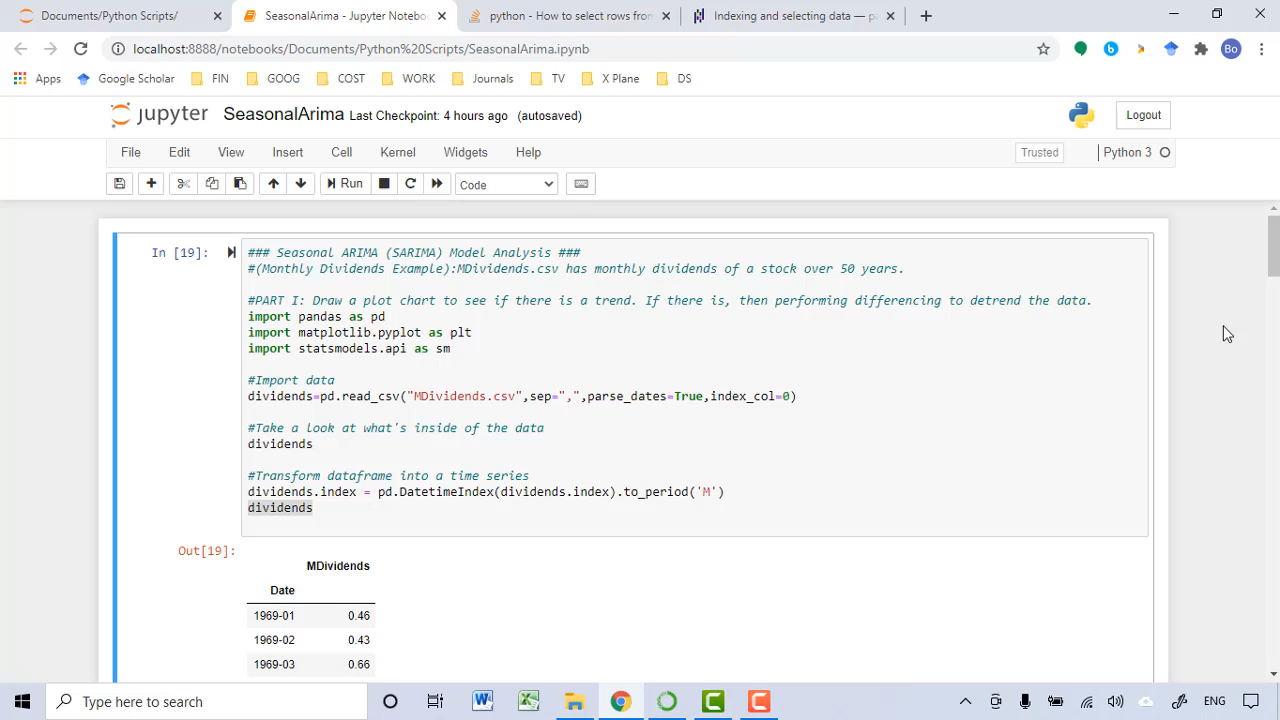 Documents/Python Scripts/
SeasonalArima - Jupyter Noteboo
python - How to select rows from
Indexing and selecting data — pa
localhost:8888/notebooks/Documents/Python%20Scripts/SeasonalArima.ipynb
Bo
Apps
Google Scholar
FIN
GOOG
COST
WORK
Journals
TV
X Plane
DS
jupyter
SeasonalArima Last Checkpoint: 4 hours ago (autosaved)
Logout
File
Edit
View
Insert
Cell
Kernel
Widgets
Help
Trusted
Python 3
Run
Code
In [19]:
### Seasonal ARIMA (SARIMA) Model Analysis ###
#(Monthly Dividends Example):MDividends.csv has monthly dividends of a stock over 50 years.
#PART I: Draw a plot chart to see if there is a trend. If there is, then performing differencing to detrend the data.
import pandas as pd
import matplotlib.pyplot as plt
import statsmodels.api as sm
#Import data
dividends=pd.read_csv("MDividends.csv",sep=",",parse_dates=True,index_col=0)
#Take a look at what's inside of the data
dividends
#Transform dataframe into a time series
dividends.index = pd.DatetimeIndex(dividends.index).to_period('M')
dividends
Out[19]:
MDividends
Date
1969-01 0.46
1969-02 0.43
1969-03 0.66
Type here to search
ENG